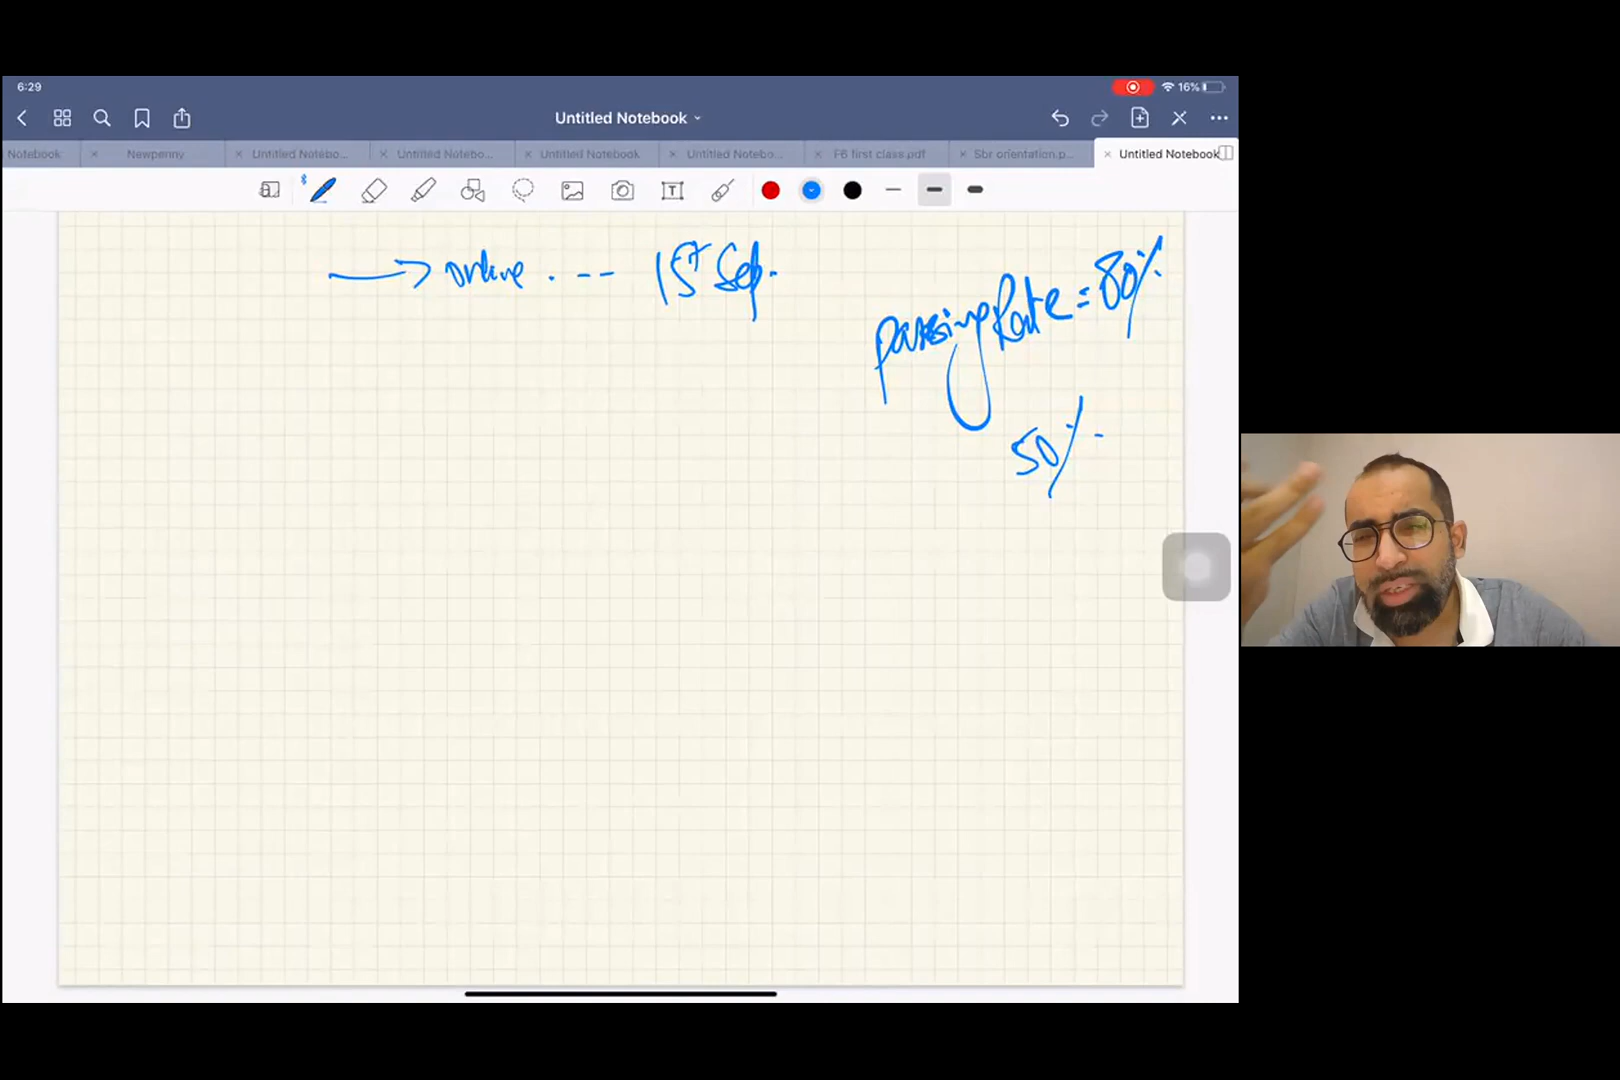 6:29
16%
Untitled Notebook
Notebook
Newpenny
Untitled Notebo...
Untitled Notebo...
Untitled Notebook
Untitled Notebo...
F6 first class.pdf
Sbr orientation.p...
Untitled Notebook
T
→ online . -- 1st Sep.
passing Rate = 80%
50%.